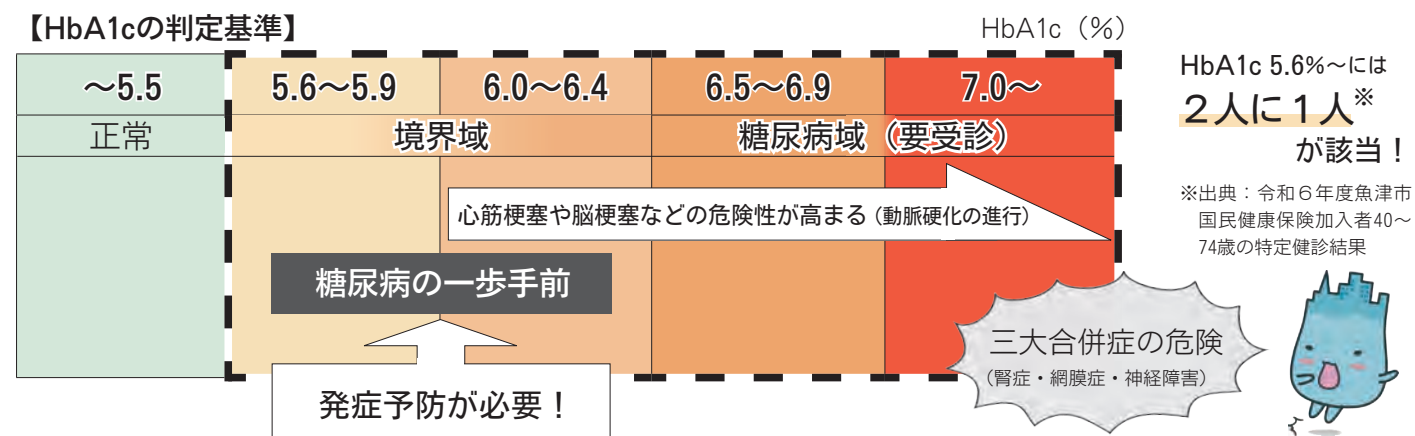 【HbA1cの判定基準】
HbA1c（%）
～5.5
5.6～5.9
6.0～6.4
6.5～6.9
7.0～
正常
境界域
糖尿病域（要受診）
心筋梗塞や脳梗塞などの危険性が高まる（動脈硬化の進行）
糖尿病の一歩手前
発症予防が必要！
三大合併症の危険
（腎症・網膜症・神経障害）
HbA1c 5.6%～には
２人に１人※
が該当！
※出典：令和６年度魚津市
国民健康保険加入者40～
74歳の特定健診結果